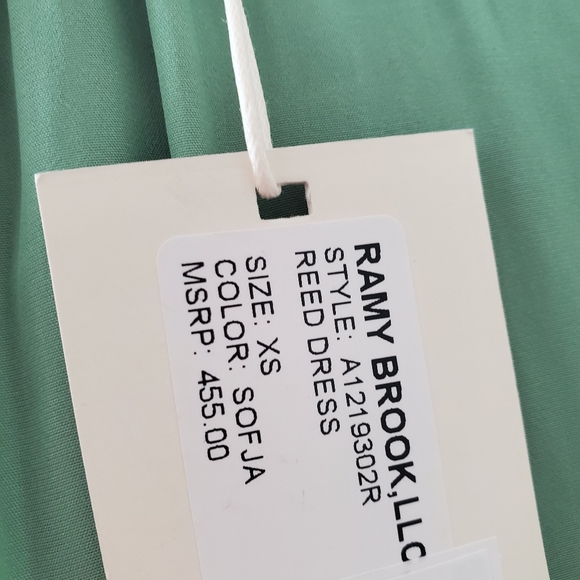 RAMY BROOK,LLC
STYLE: A1219302R
REED DRESS
SIZE: XS
COLOR: SOFJA
MSRP: 455.00